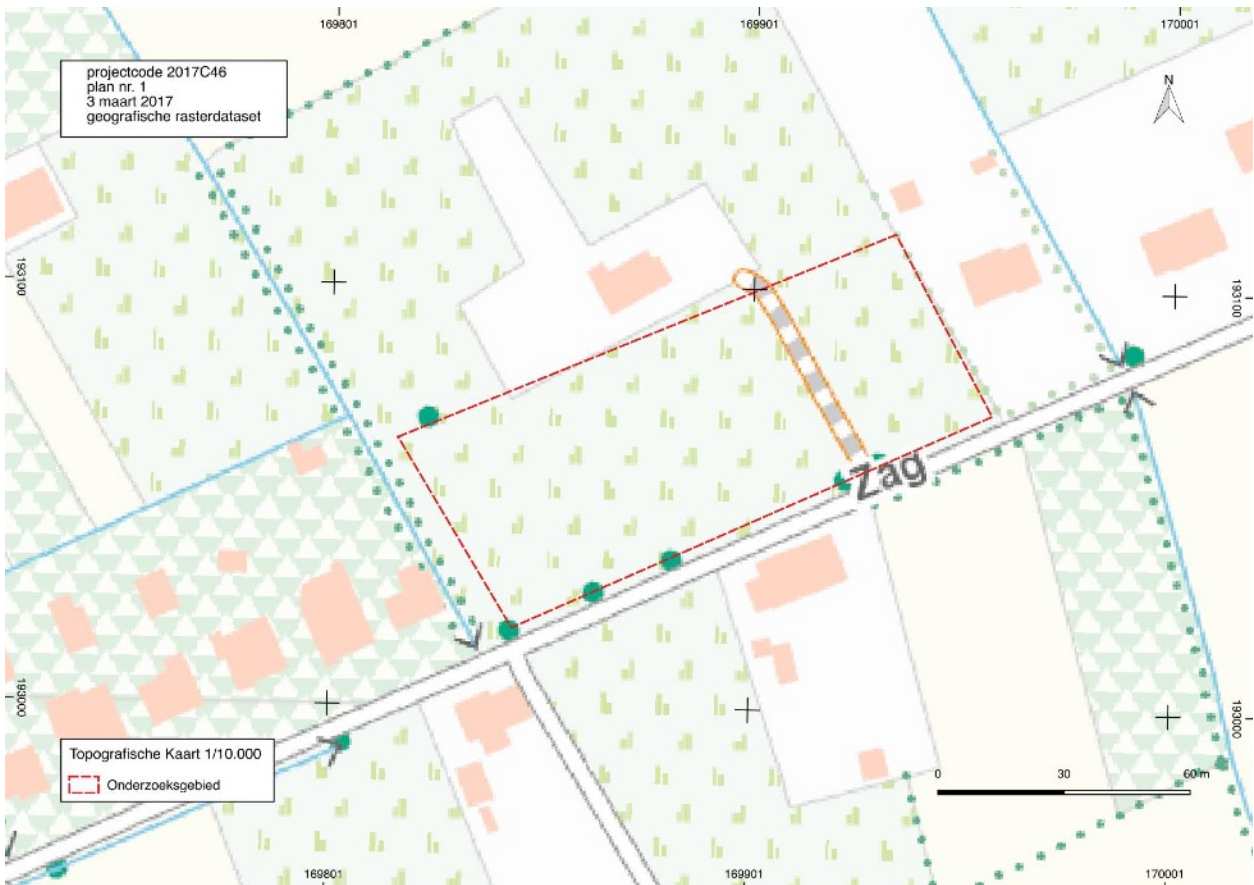 169801
169901
170001
projectcode 2017C46
plan nr. 1
3 maart 2017
geografische rasterdataset
N
193100
193100
Zag
193000
193000
Topografische Kaart 1/10.000
Onderzoeksgebied
0 30 60 m
169801
169901
170001